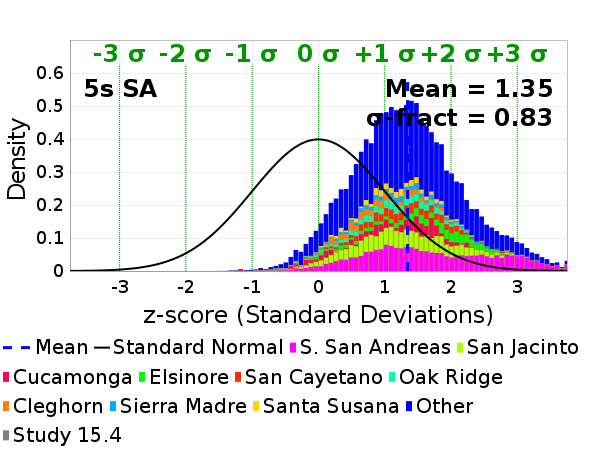 -3 σ -2 σ -1 σ 0 σ +1 σ +2 σ +3 σ
5s SA
Mean = 1.35
σ-fract = 0.83
Density
0.6
0.5
0.4
0.3
0.2
0.1
0
-3 -2 -1 0 1 2 3
z-score (Standard Deviations)
Mean Standard Normal S. San Andreas San Jacinto
Cucamonga Elsinore San Cayetano Oak Ridge
Cleghorn Sierra Madre Santa Susana Other
Study 15.4